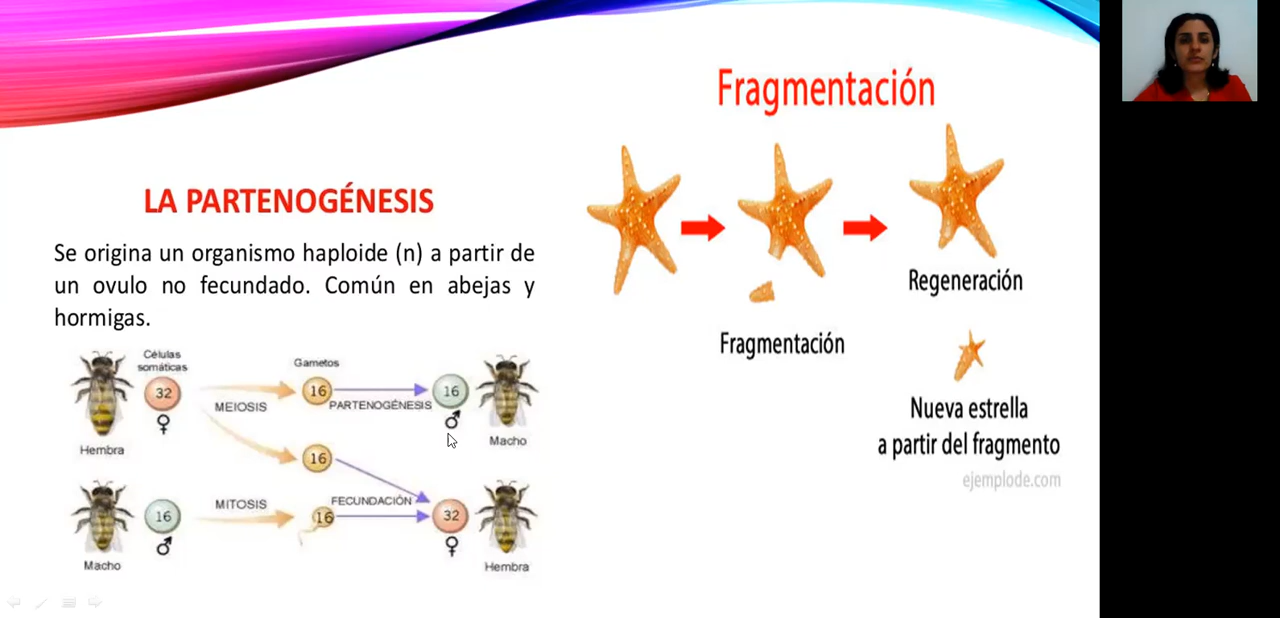 Fragmentación
LA PARTENOGÉNESIS
Se origina un organismo haploide (n) a partir de
un ovulo no fecundado. Común en abejas y
hormigas.
Células
somáticas
Gametos
32
16
16
MEIOSIS
PARTENOGÉNESIS
♀
♂
Hembra
Macho
16
MITOSIS
FECUNDACIÓN
16
16
32
♂
♀
Macho
Hembra
Regeneración
Fragmentación
Nueva estrella
a partir del fragmento
ejemplode.com